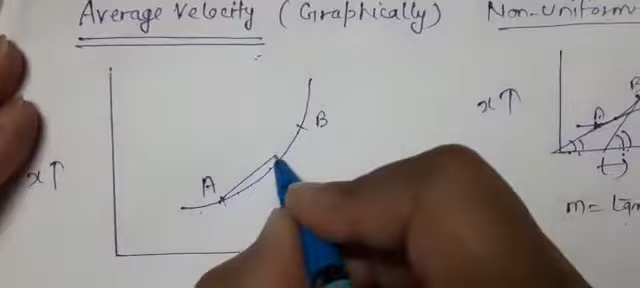 Average Velocity (Graphically)
Non-uniform
x↑
A
B
x↑
A
B
m=